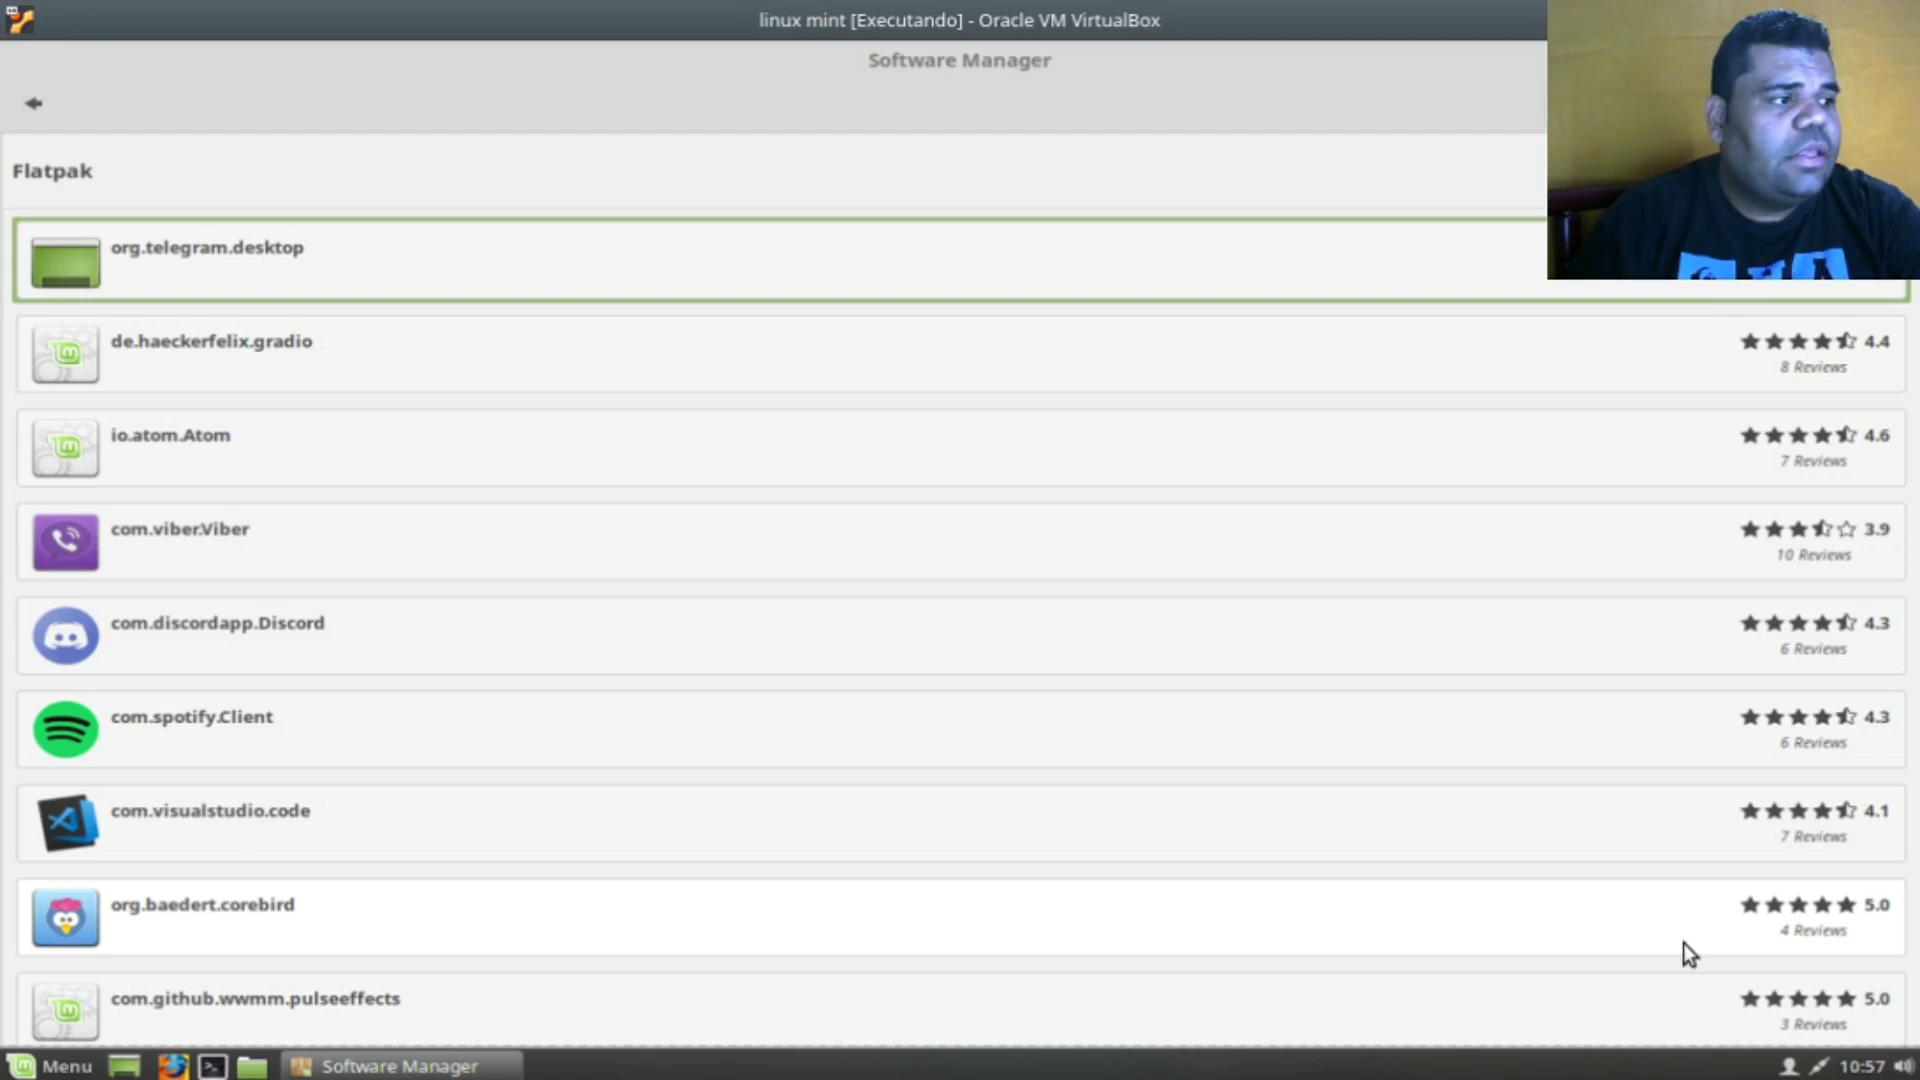 linux mint [Executando] - Oracle VM VirtualBox
Software Manager
Flatpak
org.telegram.desktop
de.haeckerfelix.gradio
4.4
8 Reviews
io.atom.Atom
4.6
7 Reviews
com.viber.Viber
3.9
10 Reviews
com.discordapp.Discord
4.3
6 Reviews
com.spotify.Client
4.3
6 Reviews
com.visualstudio.code
4.1
7 Reviews
org.baedert.corebird
5.0
4 Reviews
com.github.wwmm.pulseeffects
5.0
3 Reviews
Menu
Software Manager
10:57